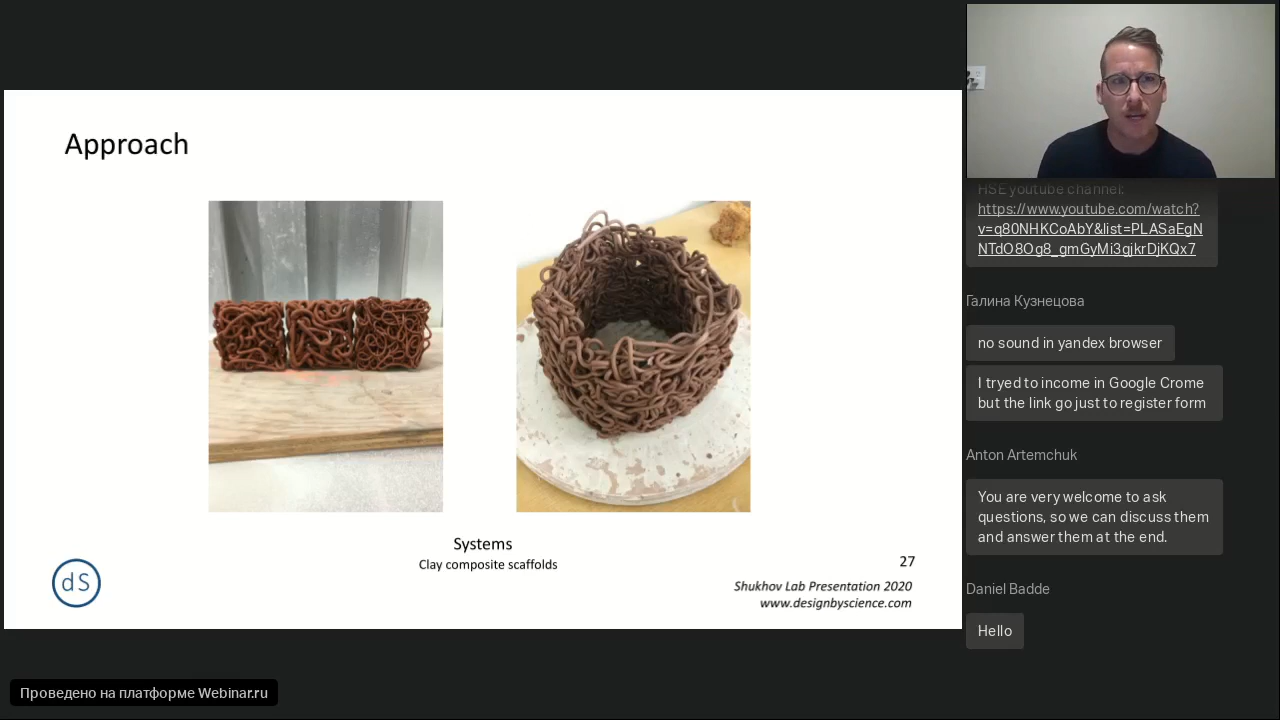 Approach
Systems
Clay composite scaffolds
27
Shukhov Lab Presentation 2020
www.designbyscience.com
dS
Проведено на платформе Webinar.ru
HSE youtube channel:
https://www.youtube.com/watch?
v=q80NHKCoAbY&list=PLASaEgN
NTdO8Og8_gmGyMi3gjkrDjKQx7
Галина Кузнецова
no sound in yandex browser
I tryed to income in Google Crome
but the link go just to register form
Anton Artemchuk
You are very welcome to ask
questions, so we can discuss them
and answer them at the end.
Daniel Badde
Hello